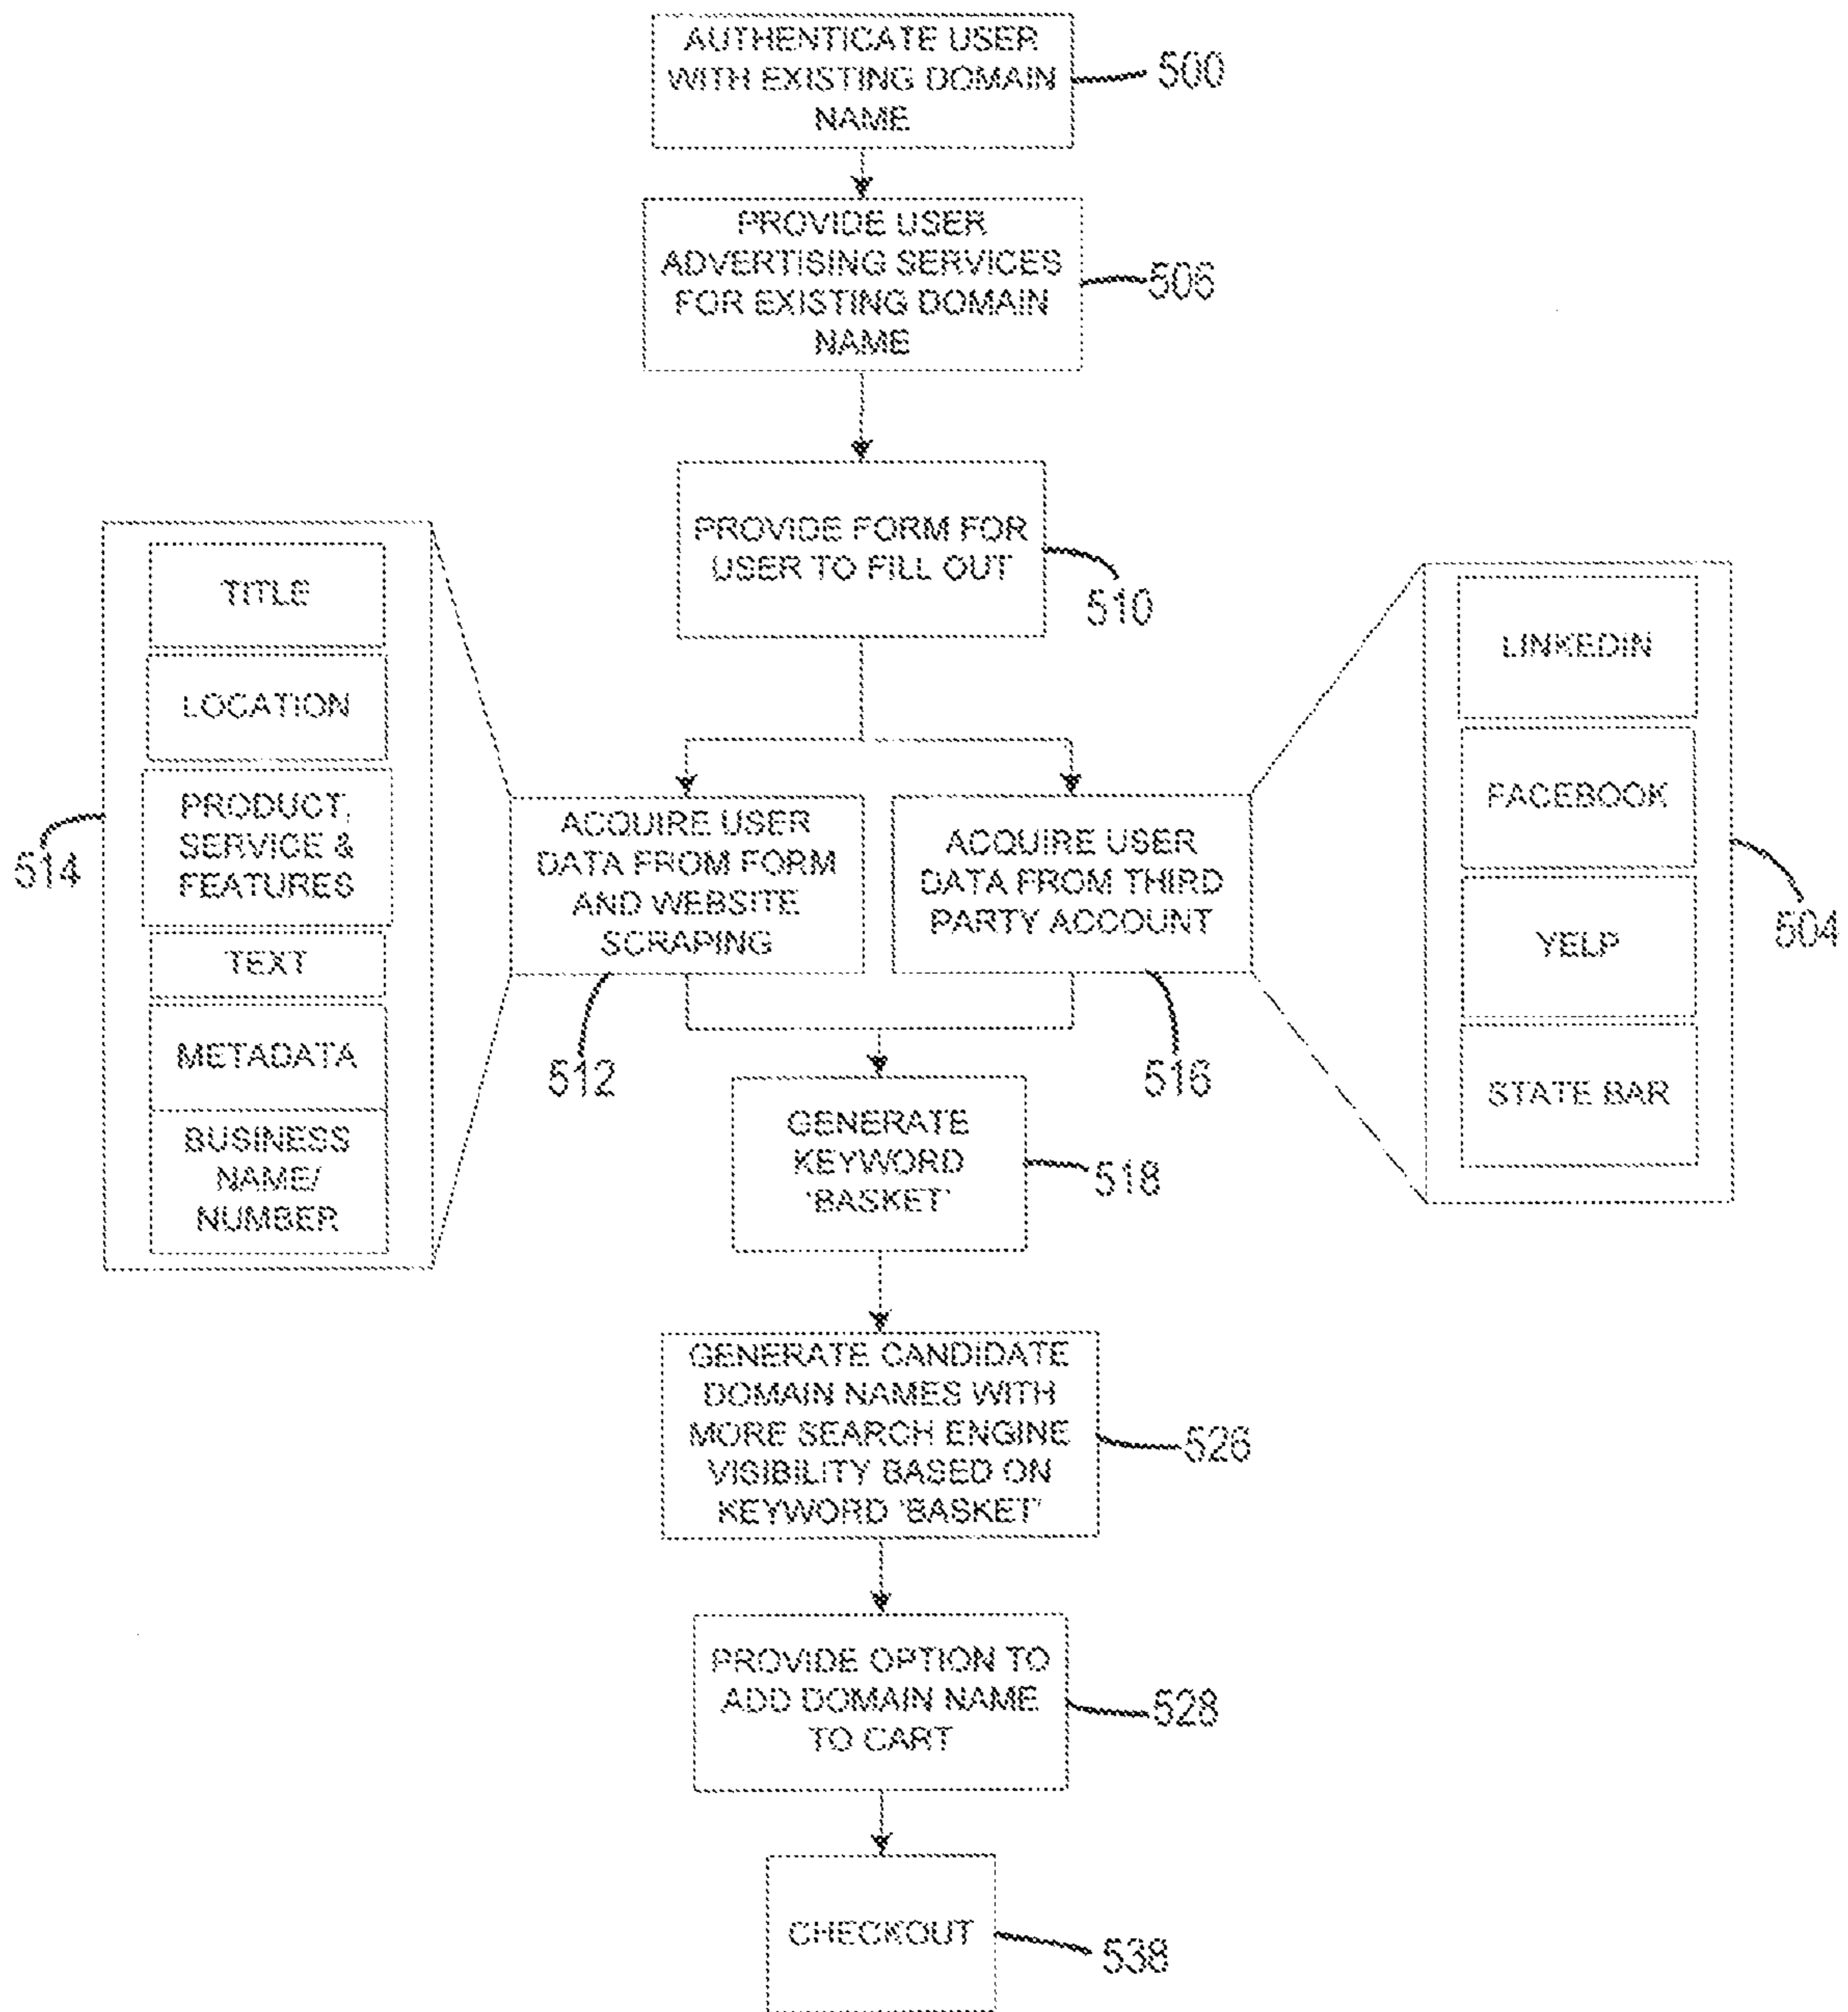 AUTHENTICATE USER
WITH EXISTING DOMAIN
NAME
500
PROVIDE USER
ADVERTISING SERVICES
FOR EXISTING DOMAIN
NAME
506
PROVIDE FORM FOR
USER TO FILL OUT
510
TITLE
LOCATION
PRODUCT,
SERVICE &
FEATURES
TEXT
METADATA
BUSINESS
NAME/
NUMBER
514
ACQUIRE USER
DATA FROM FORM
AND WEBSITE
SCRAPING
512
ACQUIRE USER
DATA FROM THIRD
PARTY ACCOUNT
516
LINKEDIN
FACEBOOK
YELP
STATE BAR
504
GENERATE
KEYWORD
'BASKET'
518
GENERATE CANDIDATE
DOMAIN NAMES WITH
MORE SEARCH ENGINE
VISIBILITY BASED ON
KEYWORD 'BASKET'
526
PROVIDE OPTION TO
ADD DOMAIN NAME
TO CART
528
CHECKOUT
538